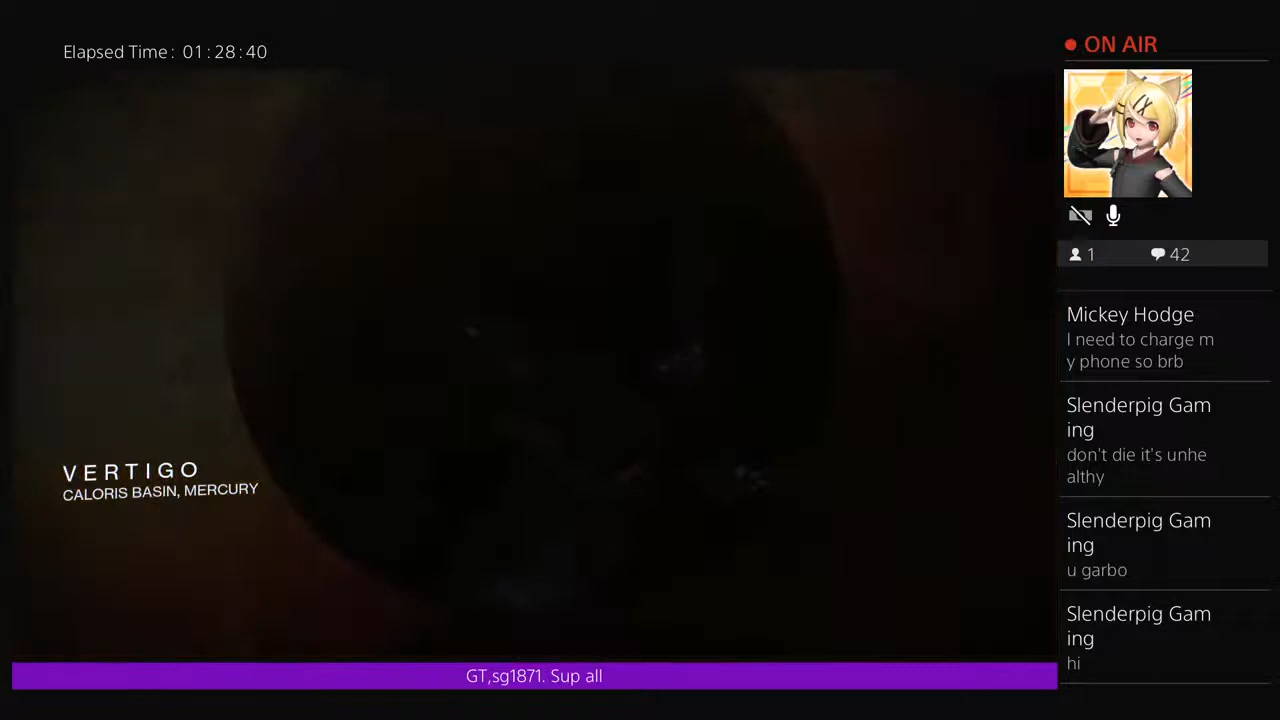 Elapsed Time: 01:28:40
ON AIR
1 42
Mickey Hodge
I need to charge m
y phone so brb
Slenderpig Gam
ing
don't die it's unhe
althy
Slenderpig Gam
ing
u garbo
Slenderpig Gam
ing
hi
VERTIGO
CALORIS BASIN, MERCURY
GT,sg1871. Sup all